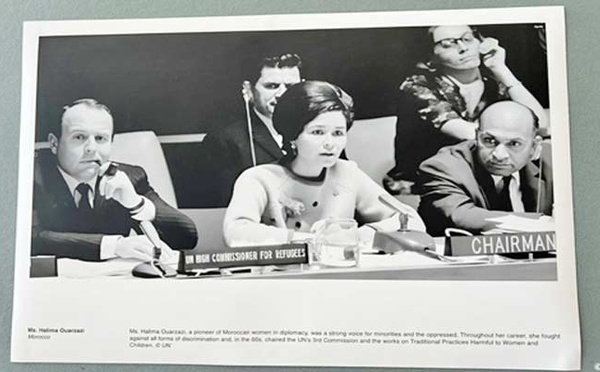 UN HIGH COMMISSIONER FOR REFUGEES
CHAIRMAN
Ms. Halima Ouarzazi
Morocco
Ms. Halima Ouarzazi, a pioneer of Moroccan women in diplomacy, was a strong voice for minorities and the oppressed. Throughout her career, she fought
against all forms of discrimination and, in the 60s, chaired the UN's 3rd Commission and the works on Traditional Practices Harmful to Women and
Children. © UN